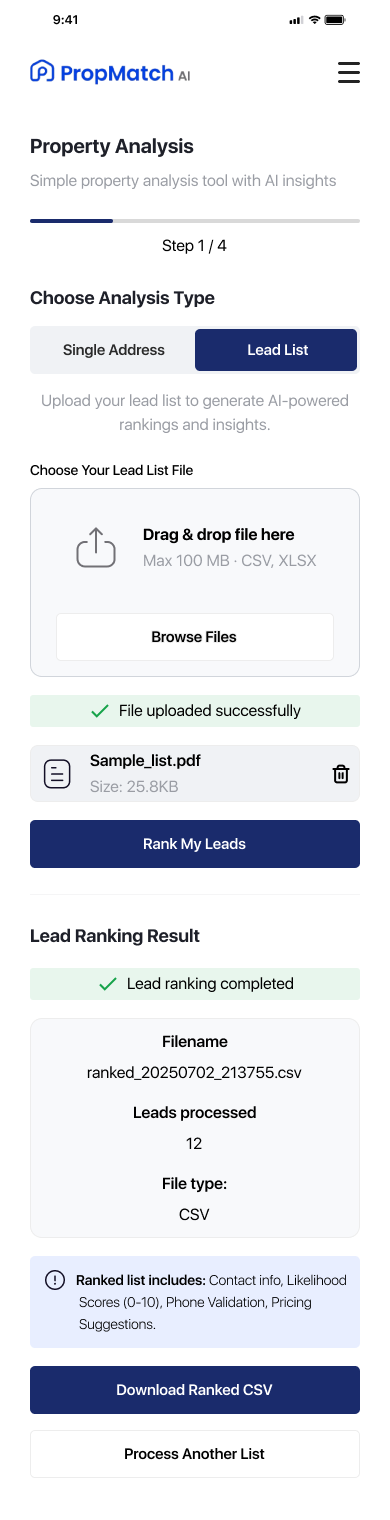 9:41
PropMatch AI
Property Analysis
Simple property analysis tool with AI insights
Step 1 / 4
Choose Analysis Type
Single Address
Lead List
Upload your lead list to generate AI-powered
rankings and insights.
Choose Your Lead List File
Drag & drop file here
Max 100 MB · CSV, XLSX
Browse Files
File uploaded successfully
Sample_list.pdf
Size: 25.8KB
Rank My Leads
Lead Ranking Result
Lead ranking completed
Filename
ranked_20250702_213755.csv
Leads processed
12
File type:
CSV
Ranked list includes: Contact info, Likelihood
Scores (0-10), Phone Validation, Pricing
Suggestions.
Download Ranked CSV
Process Another List